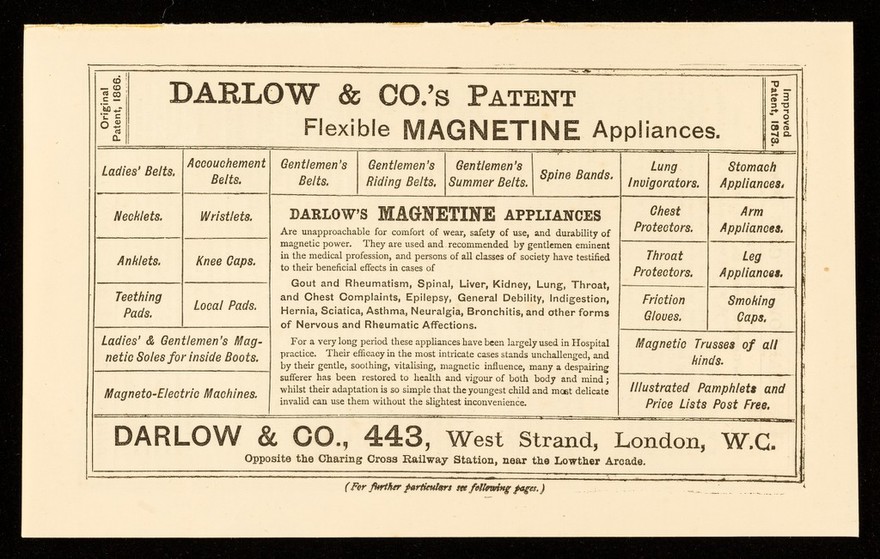 Original
Patent, 1866.
DARLOW & CO.'S PATENT
Flexible MAGNETINE Appliances.
Improved
Patent, 1873.
Ladies' Belts.
Accouchement
Belts.
Gentlemen's
Belts.
Gentlemen's
Riding Belts.
Gentlemen's
Summer Belts.
Spine Bands.
Lung
Invigorators.
Stomach
Appliances.
Necklets.
Wristlets.
Anklets.
Knee Caps.
Teething
Pads.
Local Pads.
Ladies' & Gentlemen's Mag-
netic Soles for inside Boots.
Magneto-Electric Machines.
DARLOW'S MAGNETINE APPLIANCES
Are unapproachable for comfort of wear, safety of use, and durability of
magnetic power. They are used and recommended by gentlemen eminent
in the medical profession, and persons of all classes of society have testified
to their beneficial effects in cases of
Gout and Rheumatism, Spinal, Liver, Kidney, Lung, Throat,
and Chest Complaints, Epilepsy, General Debility, Indigestion,
Hernia, Sciatica, Asthma, Neuralgia, Bronchitis, and other forms
of Nervous and Rheumatic Affections.
For a very long period these appliances have been largely used in Hospital
practice. Their efficacy in the most intricate cases stands unchallenged, and
by their gentle, soothing, vitalising, magnetic influence, many a despairing
sufferer has been restored to health and vigour of both body and mind;
whilst their adaptation is so simple that the youngest child and most delicate
invalid can use them without the slightest inconvenience.
Chest
Protectors.
Arm
Appliances.
Throat
Protectors.
Leg
Appliances.
Friction
Gloves.
Smoking
Caps.
Magnetic Trusses of all
kinds.
Illustrated Pamphlets and
Price Lists Post Free.
DARLOW & CO., 443, West Strand, London, W.C.
Opposite the Charing Cross Railway Station, near the Lowther Arcade.
(For further particulars see following pages.)